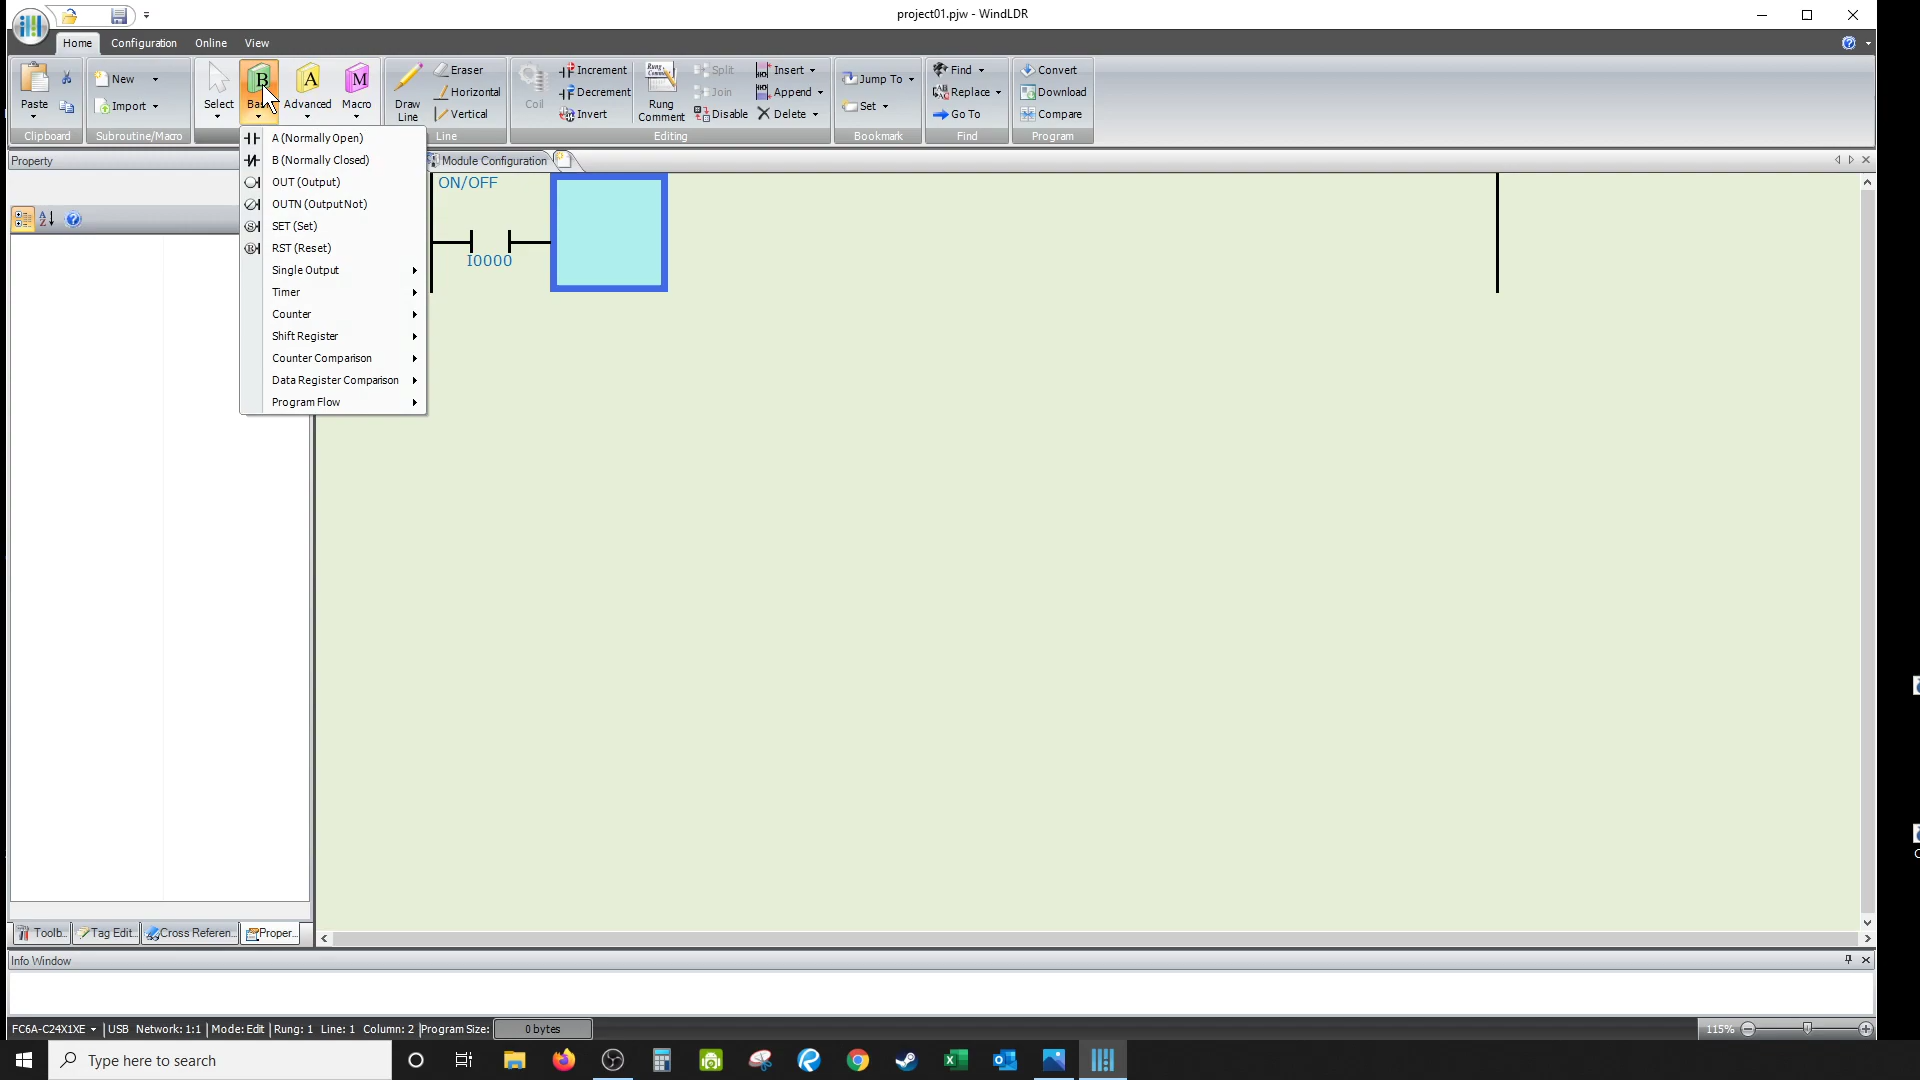 project01.pjw - WindLDR
Home
Configuration
Online
View
Paste
New
Import
Select
B
A
Advanced
M
Macro
Draw
Line
Eraser
Horizontal
Vertical
Coil
Increment
Decrement
Invert
Rung
Comment
Split
Join
Disable
Insert
Append
Delete
Jump To
Set
Find
Replace
Go To
Convert
Download
Compare
Clipboard
Subroutine/Macro
Line
Editing
Bookmark
Find
Program
Property
A (Normally Open)
B (Normally Closed)
OUT (Output)
OUTN (Output Not)
SET (Set)
RST (Reset)
Single Output
Timer
Counter
Shift Register
Counter Comparison
Data Register Comparison
Program Flow
Module Configuration
ON/OFF
I0000
Toolb...
Tag Edit...
Cross Referen...
Proper...
Info Window
FC6A-C24X1XE
USB Network: 1:1
Mode: Edit
Rung: 1 Line: 1 Column: 2
Program Size:
0 bytes
115%
Type here to search